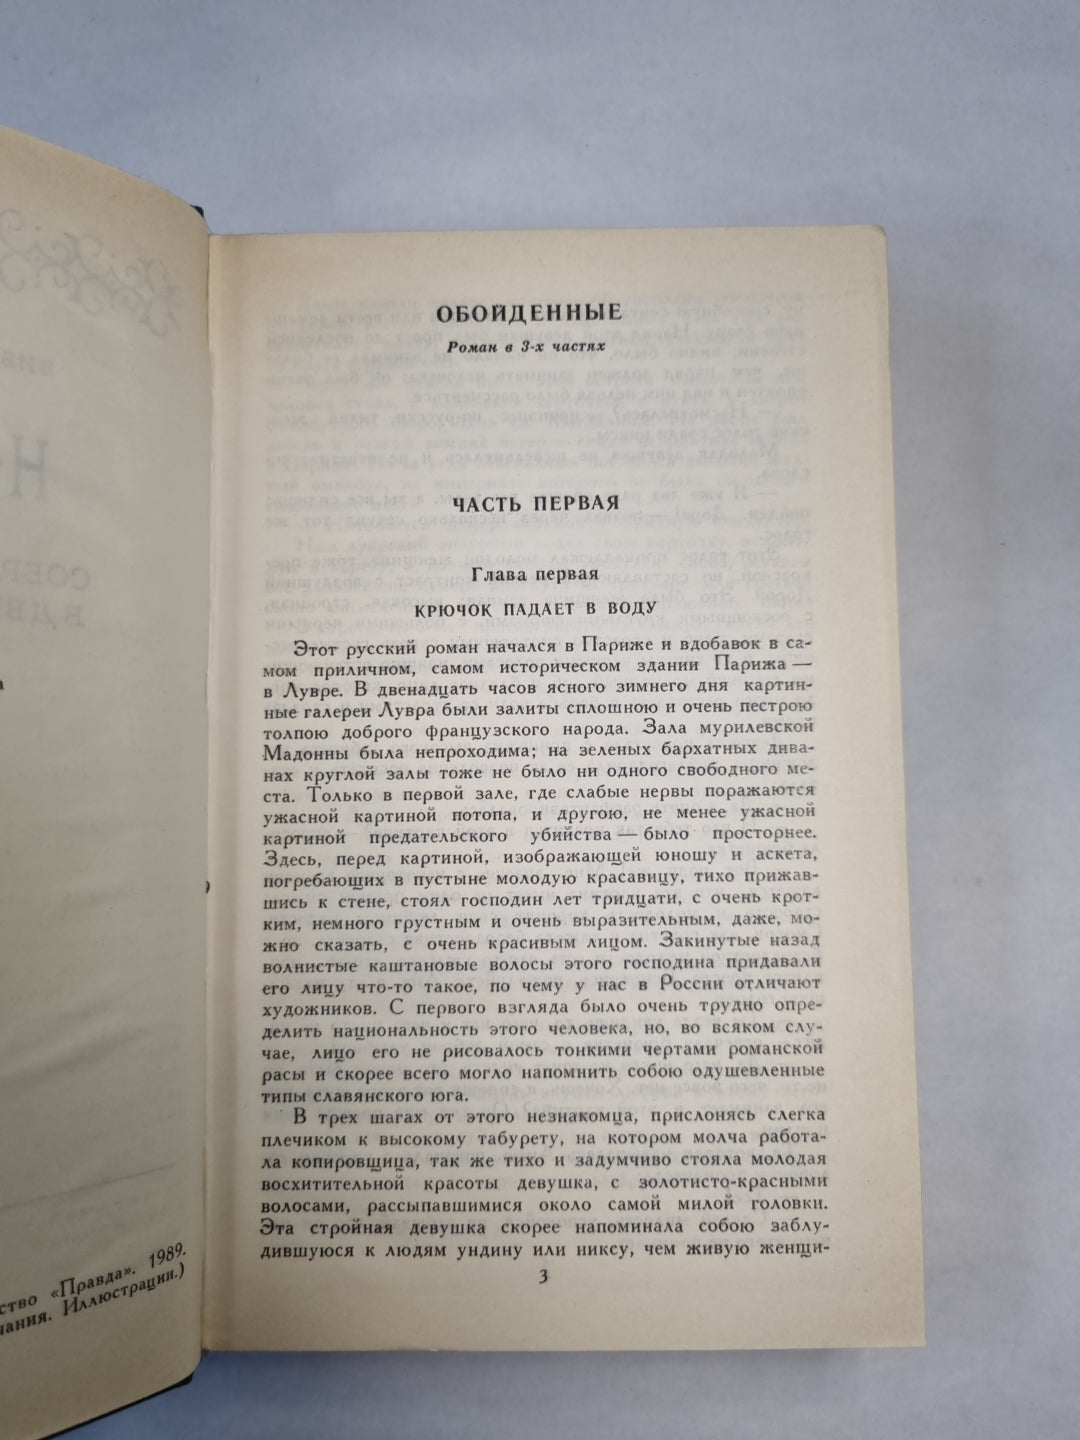 ОБОЙДЕННЫЕ
Роман в 3-х частях
ЧАСТЬ ПЕРВАЯ
Глава первая
КРЮЧОК ПАДАЕТ В ВОДУ
Этот русский роман начался в Париже и вдобавок в са-
мом приличном, самом историческом здании Парижа —
в Лувре. В двенадцать часов ясного зимнего дня картин-
ные галереи Лувра были залиты сплошною и очень пестрою
толпою доброго французского народа. Зала мурилевской
Мадонны была непроходима; на зеленых бархатных дива-
нах круглой залы тоже не было ни одного свободного ме-
ста. Только в первой зале, где слабые нервы поражаются
ужасной картиной потопа, и другою, не менее ужасной
картиной предательского убийства — было просторнее.
Здесь, перед картиной, изображающей юношу и аскета,
погребающих в пустыне молодую красавицу, тихо прижав-
шись к стене, стоял господин лет тридцати, с очень крот-
ким, немного грустным и очень выразительным, даже, мо-
жно сказать, с очень красивым лицом. Закинутые назад
волнистые каштановые волосы этого господина придавали
его лицу что-то такое, по чему у нас в России отличают
художников. С первого взгляда было очень трудно опре-
делить национальность этого человека, но, во всяком слу-
чае, лицо его не рисовалось тонкими чертами романской
расы и скорее всего могло напомнить собою одушевленные
типы славянского юга.
В трех шагах от этого незнакомца, прислонясь слегка
плечиком к высокому табурету, на котором молча работа-
ла копировщица, так же тихо и задумчиво стояла молодая
восхитительной красоты девушка, с золотисто-красными
волосами, рассыпавшимися около самой милой головки.
Эта стройная девушка скорее напоминала собою заблу-
дившуюся к людям ундину или никсу, чем живую женщи-
3
ство «Правда». 1989.
чания. Иллюстрации.)